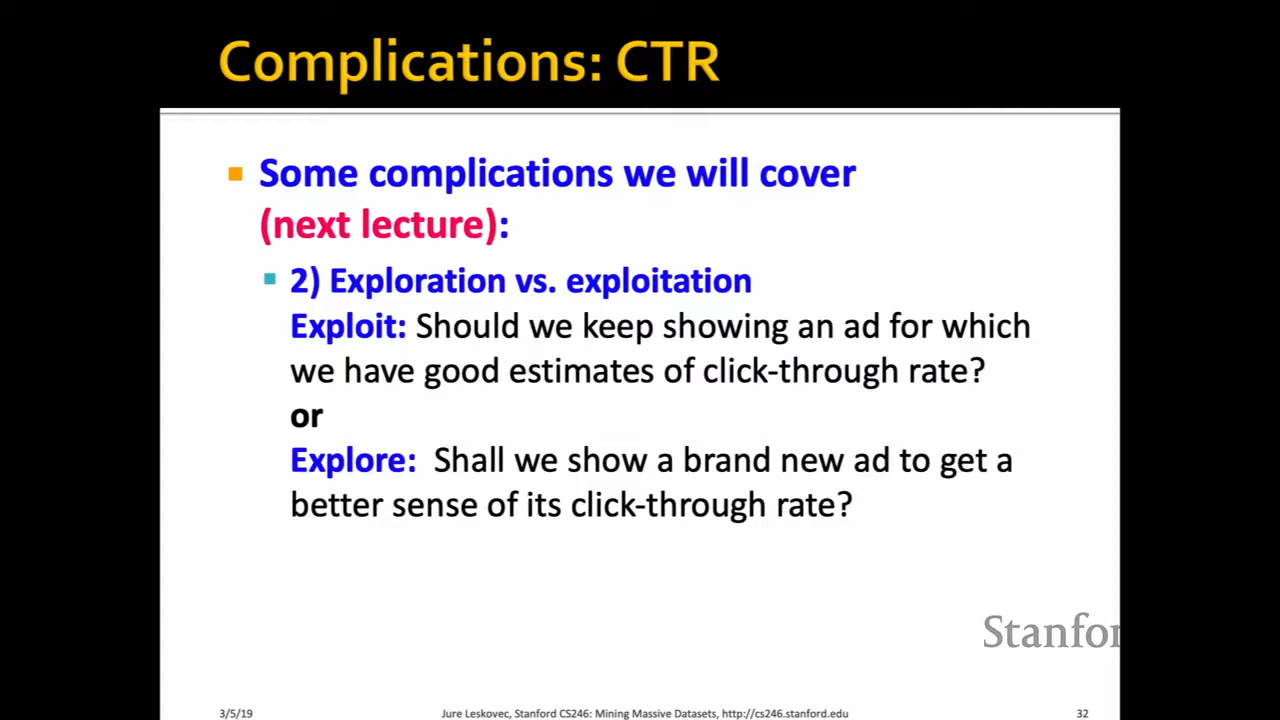 Complications: CTR
Some complications we will cover
(next lecture):
2) Exploration vs. exploitation
Exploit: Should we keep showing an ad for which
we have good estimates of click-through rate?
or
Explore: Shall we show a brand new ad to get a
better sense of its click-through rate?
Stanfor
3/5/19 Jure Leskovec, Stanford CS246: Mining Massive Datasets, http://cs246.stanford.edu 32